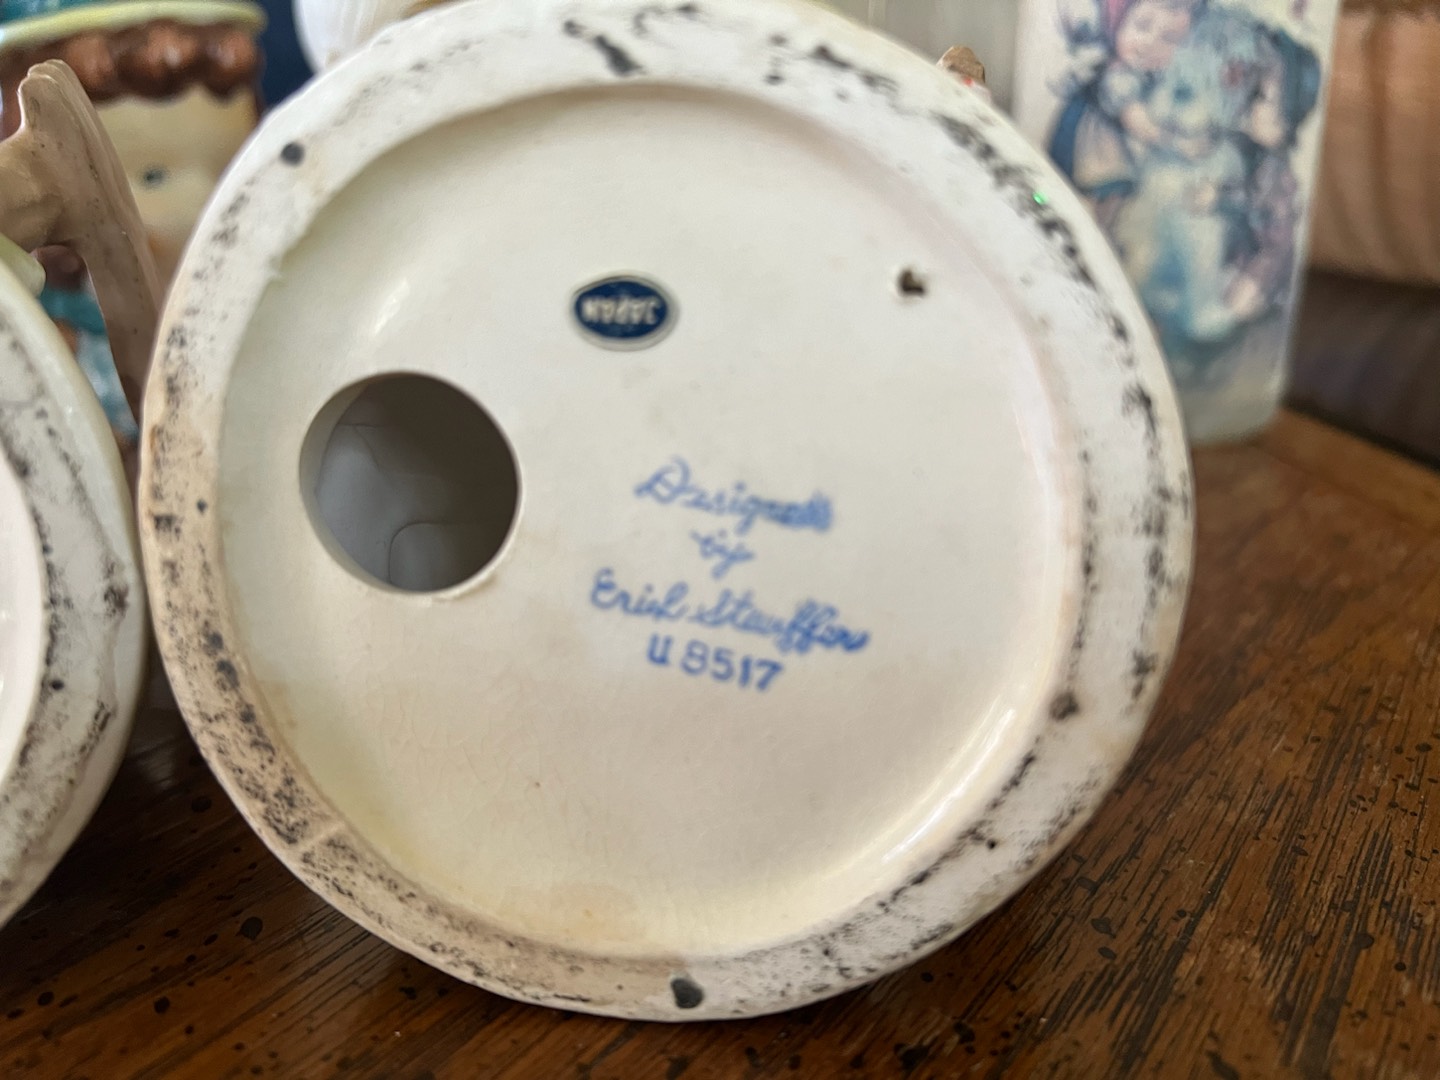 JAPAN
Designed
by
Erich Stauffer
U 8517